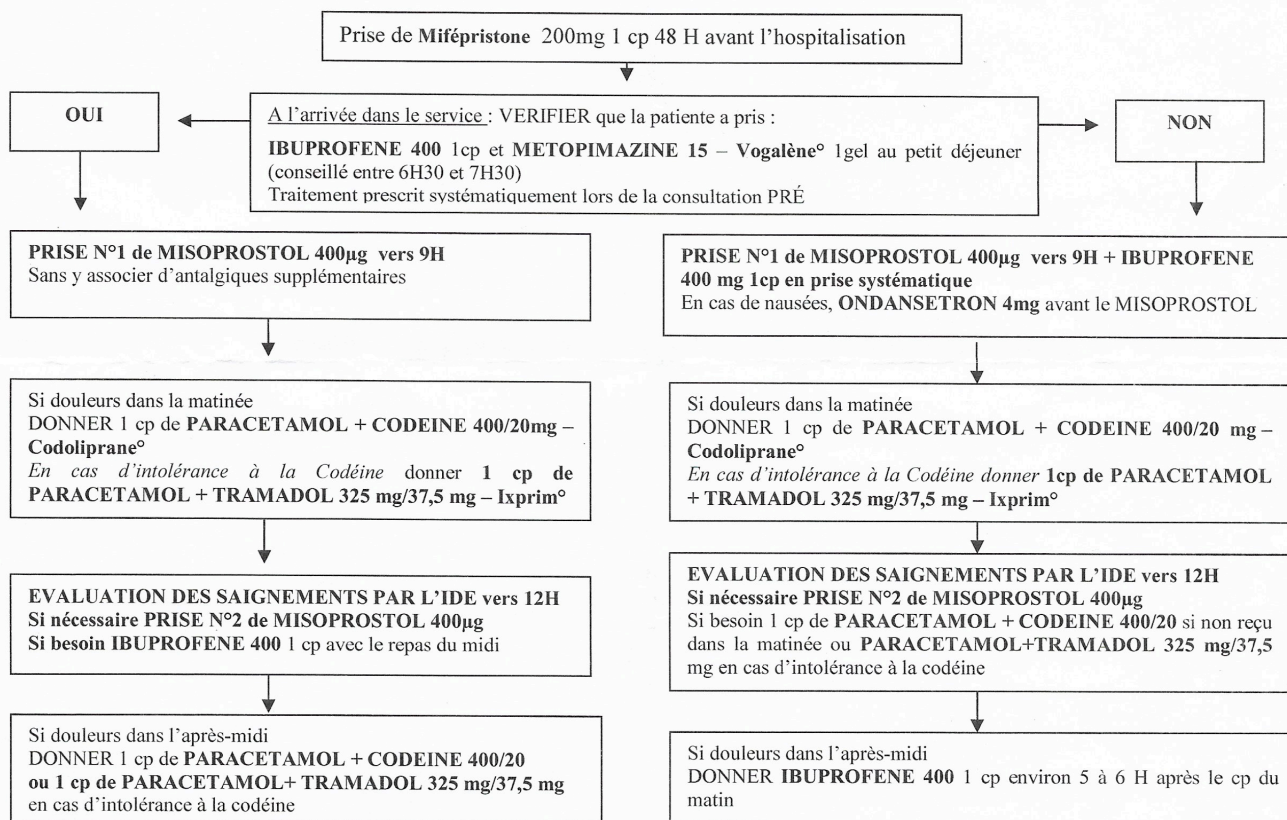 Prise de Mifépristone 200mg 1 cp 48 H avant l'hospitalisation
OUI
A l'arrivée dans le service : VERIFIER que la patiente a pris :
IBUPROFENE 400 1cp et METOPIMAZINE 15 – Vogalène° 1gel au petit déjeuner
(conseillé entre 6H30 et 7H30)
Traitement prescrit systématiquement lors de la consultation PRÉ
NON
PRISE N°1 de MISOPROSTOL 400µg vers 9H
Sans y associer d'antalgiques supplémentaires
PRISE N°1 de MISOPROSTOL 400µg vers 9H + IBUPROFENE
400 mg 1cp en prise systématique
En cas de nausées, ONDANSETRON 4mg avant le MISOPROSTOL
Si douleurs dans la matinée
DONNER 1 cp de PARACETAMOL + CODEINE 400/20mg –
Codoliprane°
En cas d'intolérance à la Codéine donner 1 cp de
PARACETAMOL + TRAMADOL 325 mg/37,5 mg – Ixprim°
Si douleurs dans la matinée
DONNER 1 cp de PARACETAMOL + CODEINE 400/20 mg –
Codoliprane°
En cas d'intolérance à la Codéine donner 1cp de PARACETAMOL
+ TRAMADOL 325 mg/37,5 mg – Ixprim°
EVALUATION DES SAIGNEMENTS PAR L'IDE vers 12H
Si nécessaire PRISE N°2 de MISOPROSTOL 400µg
Si besoin IBUPROFENE 400 1 cp avec le repas du midi
EVALUATION DES SAIGNEMENTS PAR L'IDE vers 12H
Si nécessaire PRISE N°2 de MISOPROSTOL 400µg
Si besoin 1 cp de PARACETAMOL + CODEINE 400/20 si non reçu
dans la matinée ou PARACETAMOL+TRAMADOL 325 mg/37,5
mg en cas d'intolérance à la codéine
Si douleurs dans l'après-midi
DONNER 1 cp de PARACETAMOL + CODEINE 400/20
ou 1 cp de PARACETAMOL+ TRAMADOL 325 mg/37,5 mg
en cas d'intolérance à la codéine
Si douleurs dans l'après-midi
DONNER IBUPROFENE 400 1 cp environ 5 à 6 H après le cp du
matin